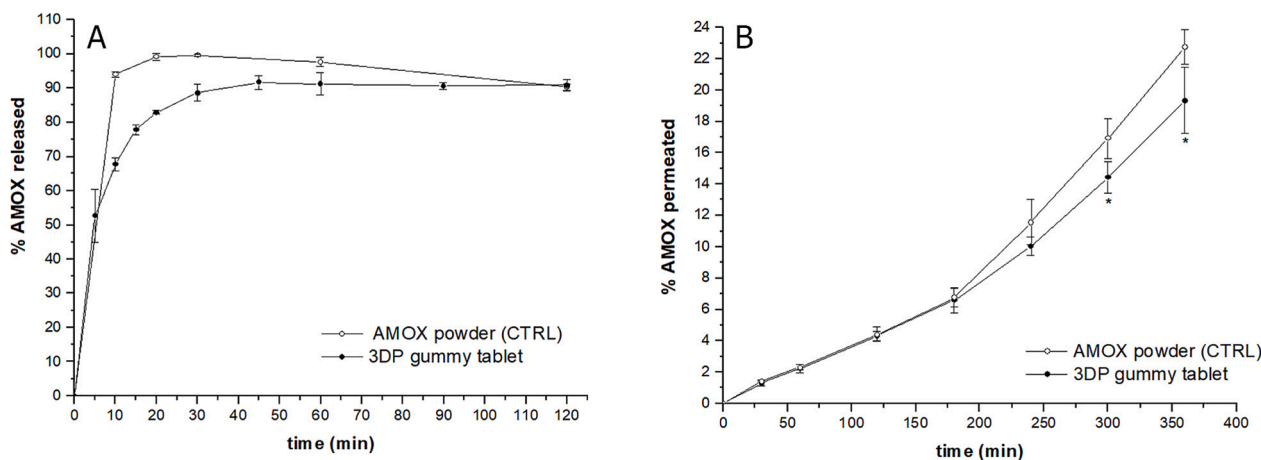 A
% AMOX released
110
100
90
80
70
60
50
40
30
20
10
0
0 10 20 30 40 50 60 70 80 90 100 110 120
time (min)
AMOX powder (CTRL)
3DP gummy tablet
B
% AMOX permeated
24
22
20
18
16
14
12
10
8
6
4
2
0
0 50 100 150 200 250 300 350 400
time (min)
AMOX powder (CTRL)
3DP gummy tablet
*
*